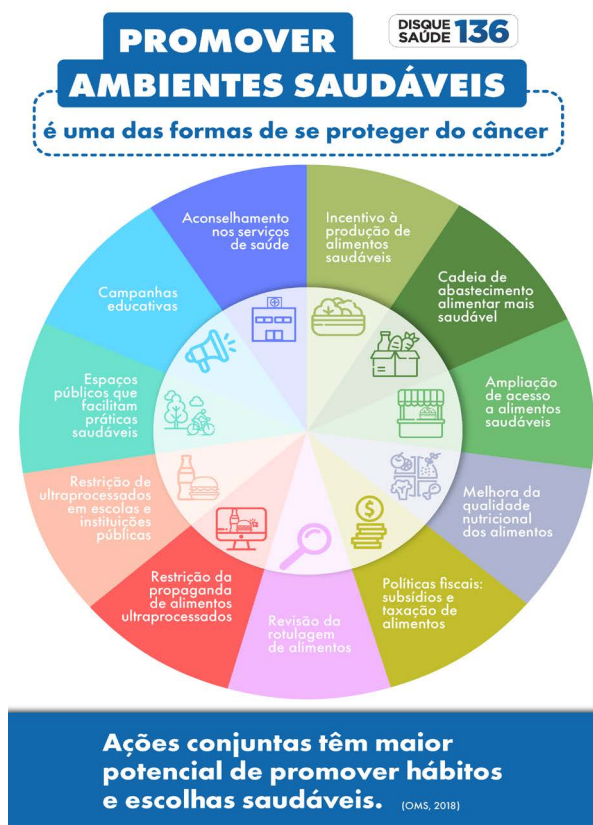 PROMOVER
DISQUE
SAÚDE 136
AMBIENTES SAUDÁVEIS
é uma das formas de se proteger do câncer
Aconselhamento
nos serviços
de saúde
Incentivo à
produção de
alimentos
saudáveis
Cadeia de
abastecimento
alimentar mais
saudável
Ampliação
de acesso
a alimentos
saudáveis
Melhora da
qualidade
nutricional
dos alimentos
Políticas fiscais:
subsídios e
taxação de
alimentos
Revisão da
rotulagem
de alimentos
Restrição da
propaganda
de alimentos
ultraprocessados
Restrição de
ultraprocessados
em escolas e
instituições
públicas
Espaços
públicos que
facilitam
práticas
saudáveis
Campanhas
educativas
Ações conjuntas têm maior
potencial de promover hábitos
e escolhas saudáveis. (OMS, 2018)